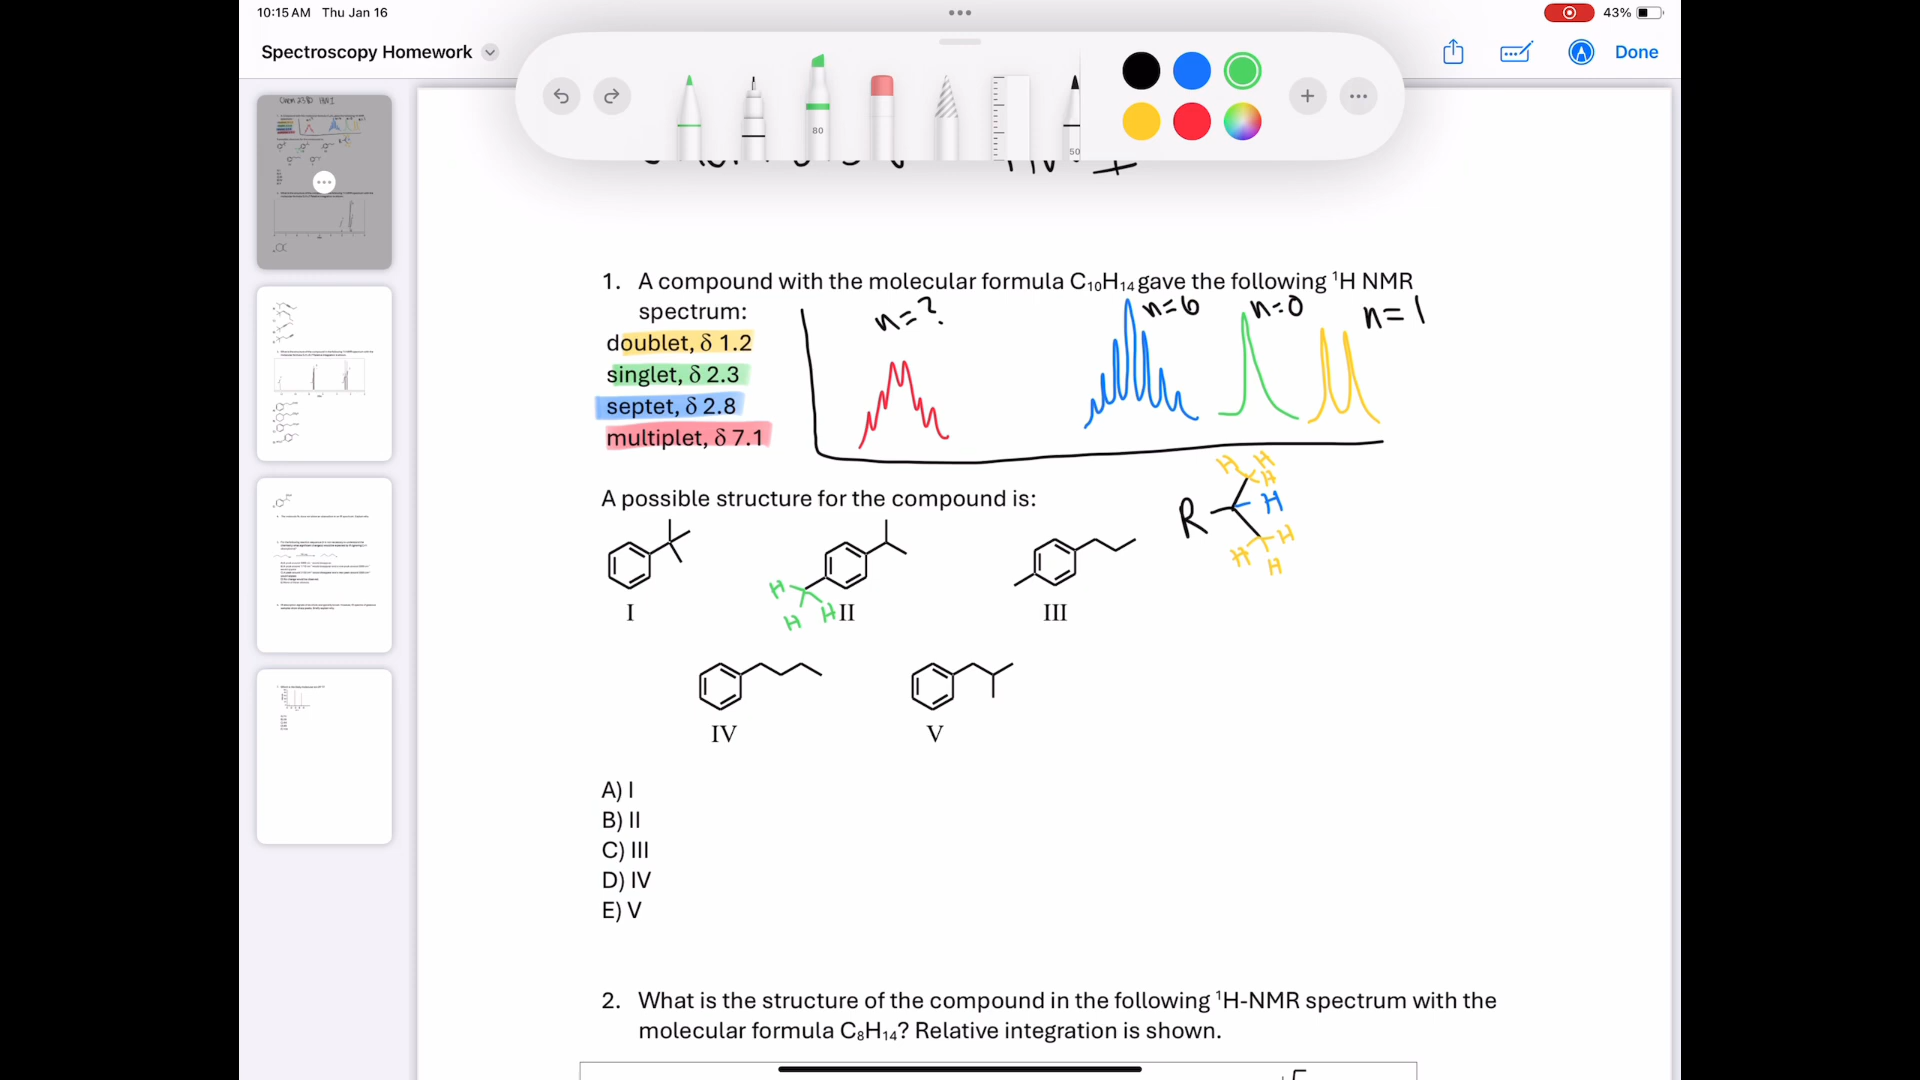 10:15 AM Thu Jan 16
43%
Spectroscopy Homework
Done
80
50
1. A compound with the molecular formula C₁₀H₁₄ gave the following ¹H NMR
spectrum:
n=?
n=6
n=0
n=1
doublet, δ 1.2
singlet, δ 2.3
septet, δ 2.8
multiplet, δ 7.1
A possible structure for the compound is:
H H
H
R H
H H
H
H
H H
I II III
IV V
A) I
B) II
C) III
D) IV
E) V
2. What is the structure of the compound in the following ¹H-NMR spectrum with the
molecular formula C₈H₁₄? Relative integration is shown.